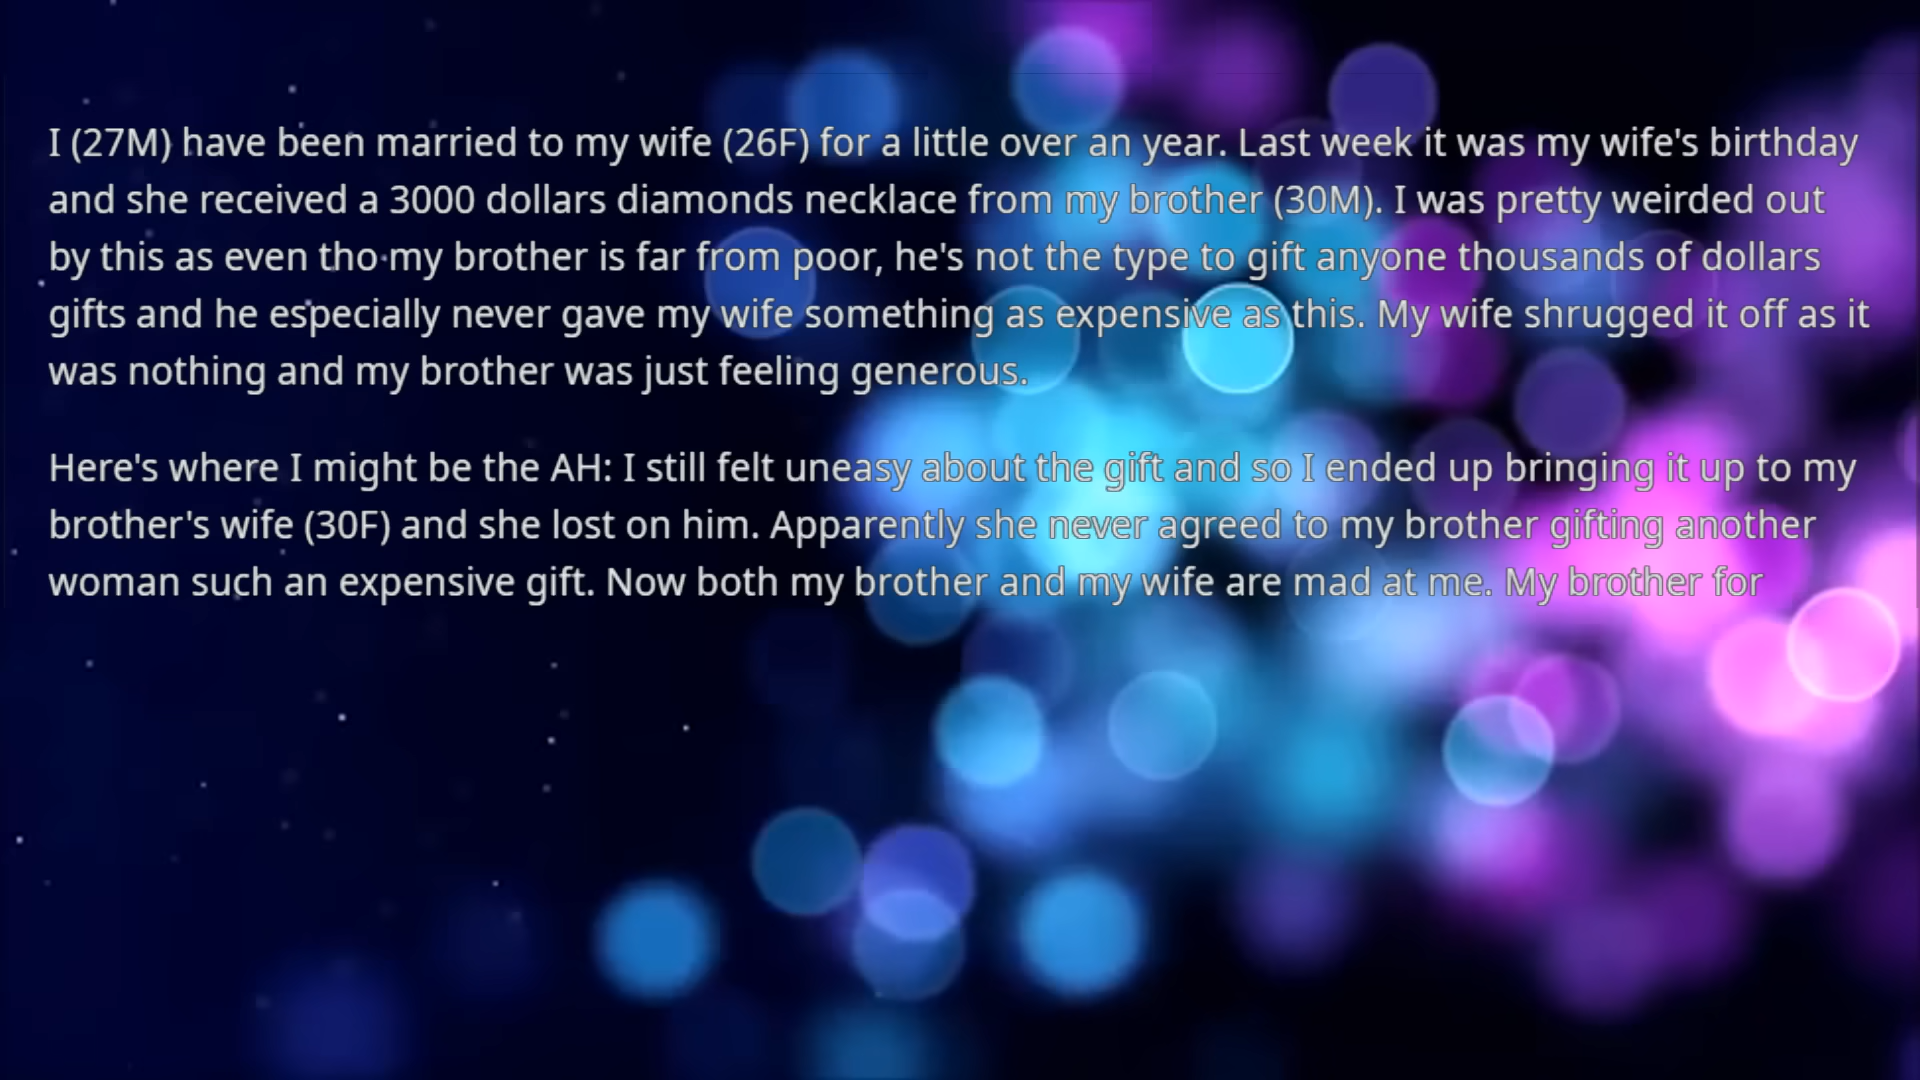 I (27M) have been married to my wife (26F) for a little over an year. Last week it was my wife's birthday
and she received a 3000 dollars diamonds necklace from my brother (30M). I was pretty weirded out
by this as even tho my brother is far from poor, he's not the type to gift anyone thousands of dollars
gifts and he especially never gave my wife something as expensive as this. My wife shrugged it off as it
was nothing and my brother was just feeling generous.
Here's where I might be the AH: I still felt uneasy about the gift and so I ended up bringing it up to my
brother's wife (30F) and she lost on him. Apparently she never agreed to my brother gifting another
woman such an expensive gift. Now both my brother and my wife are mad at me. My brother for